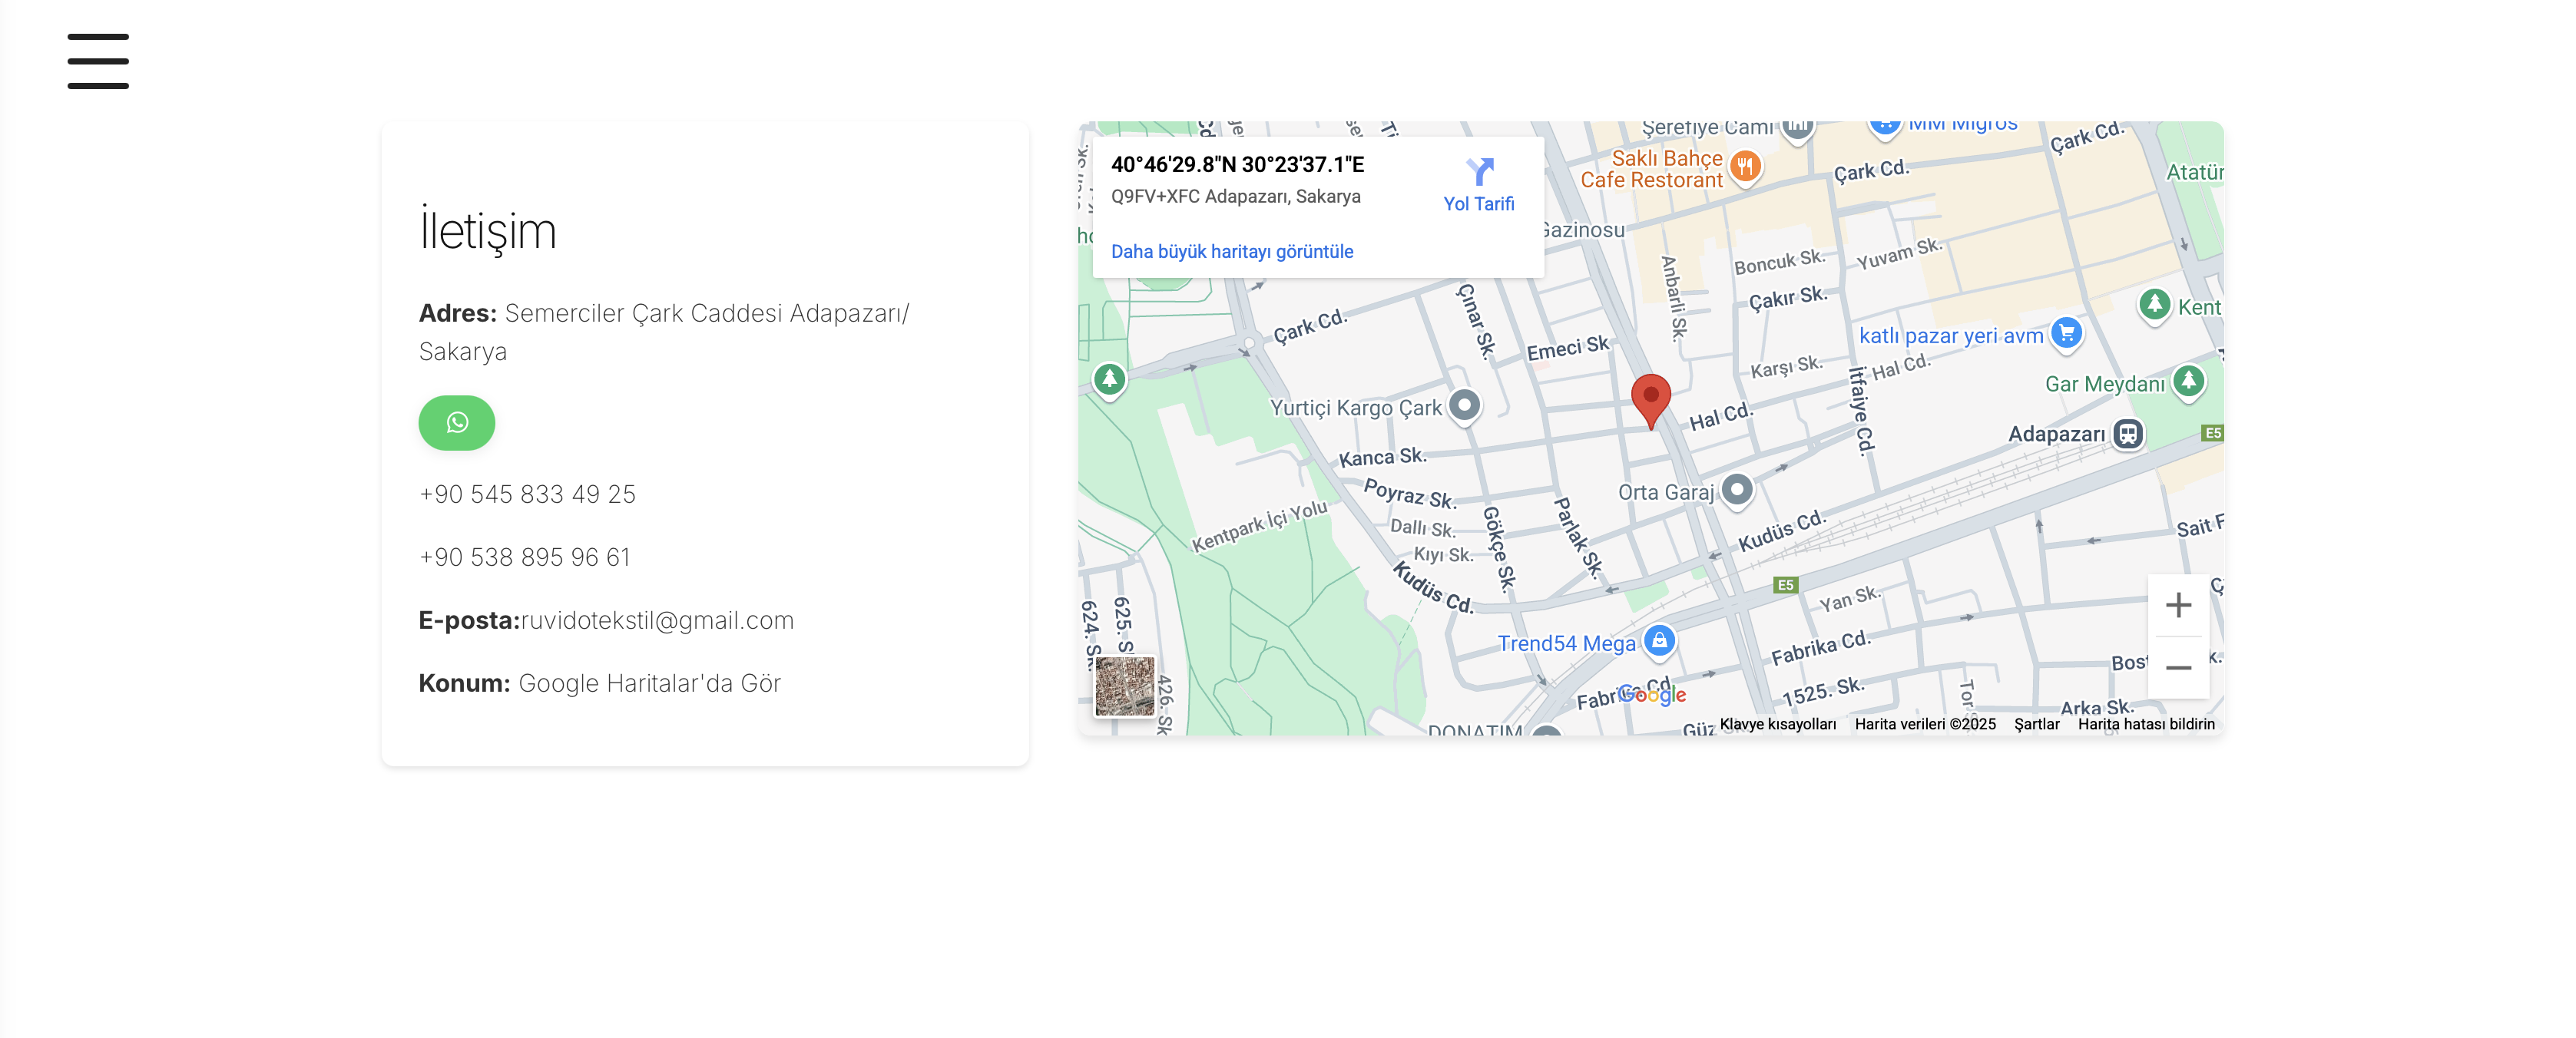 İletişim
Adres: Semerciler Çark Caddesi Adapazarı/
Sakarya
+90 545 833 49 25
+90 538 895 96 61
E-posta:ruvidotekstil@gmail.com
Konum: Google Haritalar'da Gör
40°46'29.8"N 30°23'37.1"E
Q9FV+XFC Adapazarı, Sakarya
Yol Tarifi
Daha büyük haritayı görüntüle
Şerefiye Cami
Mivi Migros
Çark Cd.
Saklı Bahçe
Cafe Restorant
Çark Cd.
Gazinosu
Anbarlı Sk.
Boncuk Sk.
Yuvam Sk.
Çakır Sk.
Kent
Çark Cd.
Çınar Sk.
Emeci Sk
katlı pazar yeri avm
Karşı Sk.
Hal Cd.
İtfaiye Cd.
Gar Meydanı
Yurtiçi Kargo Çark
Hal Cd.
Adapazarı
E5
Kanca Sk.
Poyraz Sk.
Orta Garaj
Dallı Sk.
Kıyı Sk.
Gökçe Sk.
Parlak Sk.
Kentpark İçi Yolu
Kudüs Cd.
Sait F
Kudüs Cd.
E5
Yan Sk.
624. Sk.
625. S
Trend54 Mega
Fabrika Cd.
426. Sk
1525. Sk.
Arka Sk.
Google
DONATIM
Klavye kısayolları
Harita verileri ©2025
Şartlar
Harita hatası bildirin